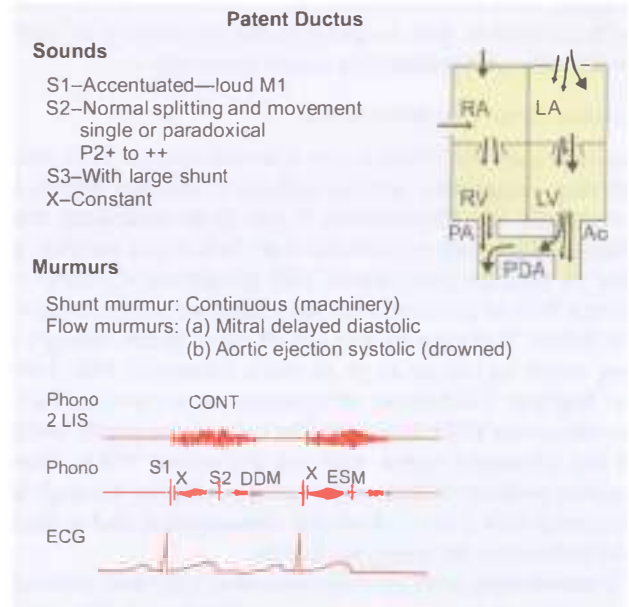 Patent Ductus
Sounds
S1–Accentuated—loud M1
S2–Normal splitting and movement
single or paradoxical
P2+ to ++
S3–With large shunt
X–Constant
RA LA
RV LV
PA Ao
PDA
Murmurs
Shunt murmur: Continuous (machinery)
Flow murmurs: (a) Mitral delayed diastolic
(b) Aortic ejection systolic (drowned)
Phono CONT
2 LIS
Phono S1 X S2 DDM X ESM
ECG